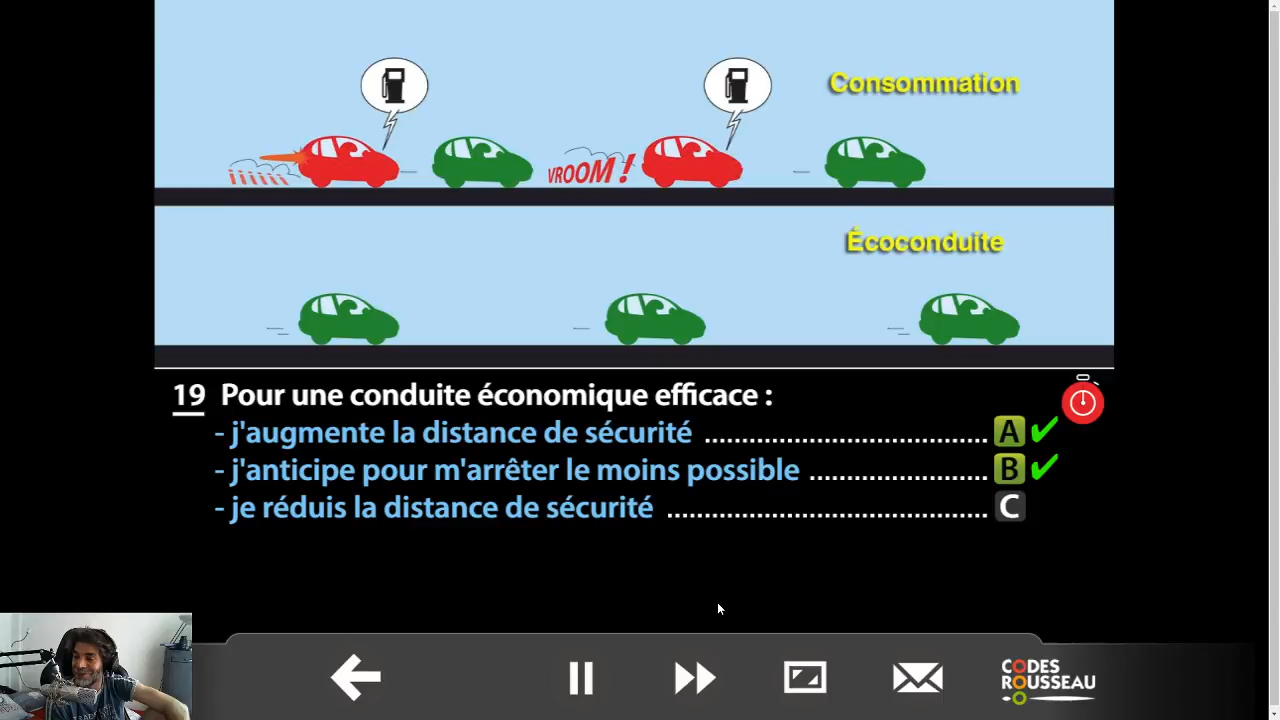 Consommation
VROOM !
Écoconduite
19 Pour une conduite économique efficace :
- j'augmente la distance de sécurité ...................................... A
- j'anticipe pour m'arrêter le moins possible ........................ B
- je réduis la distance de sécurité ........................................... C
CODES
ROUSSEAU